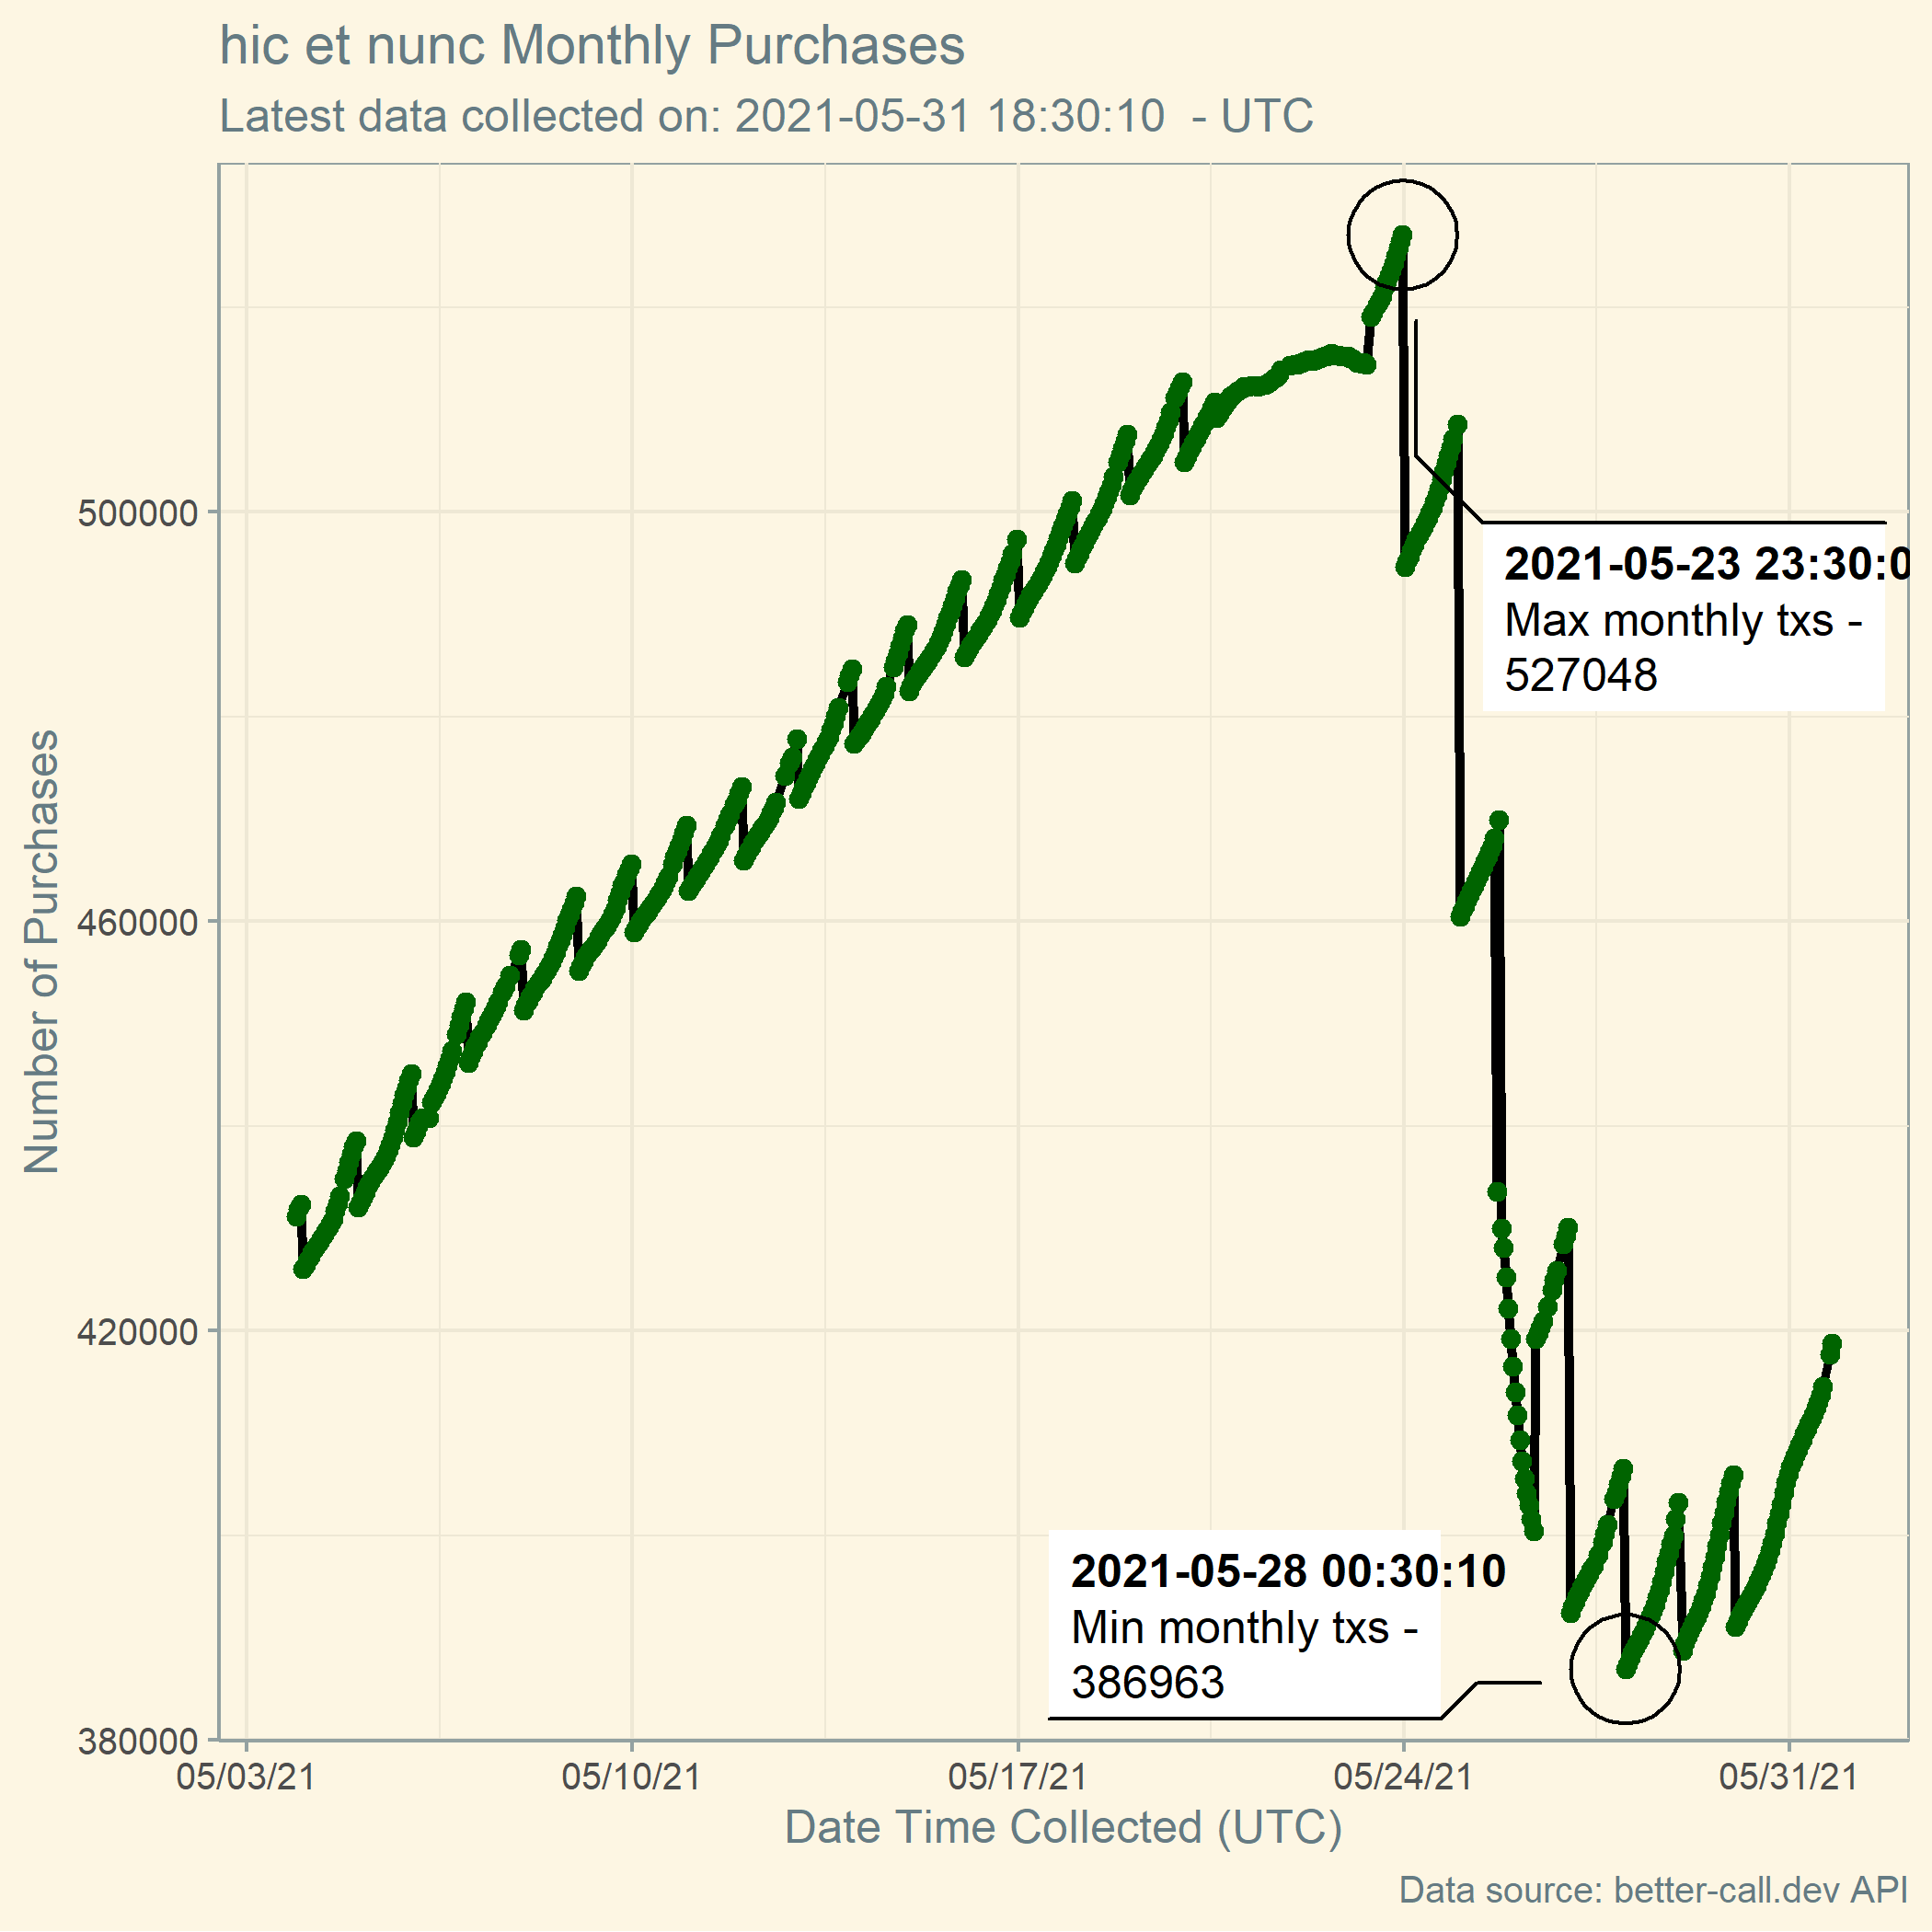 hic et nunc Monthly Purchases
Latest data collected on: 2021-05-31 18:30:10 - UTC
Number of Purchases
500000
460000
420000
380000
2021-05-23 23:30:0
Max monthly txs -
527048
2021-05-28 00:30:10
Min monthly txs -
386963
05/03/21
05/10/21
05/17/21
05/24/21
05/31/21
Date Time Collected (UTC)
Data source: better-call.dev API